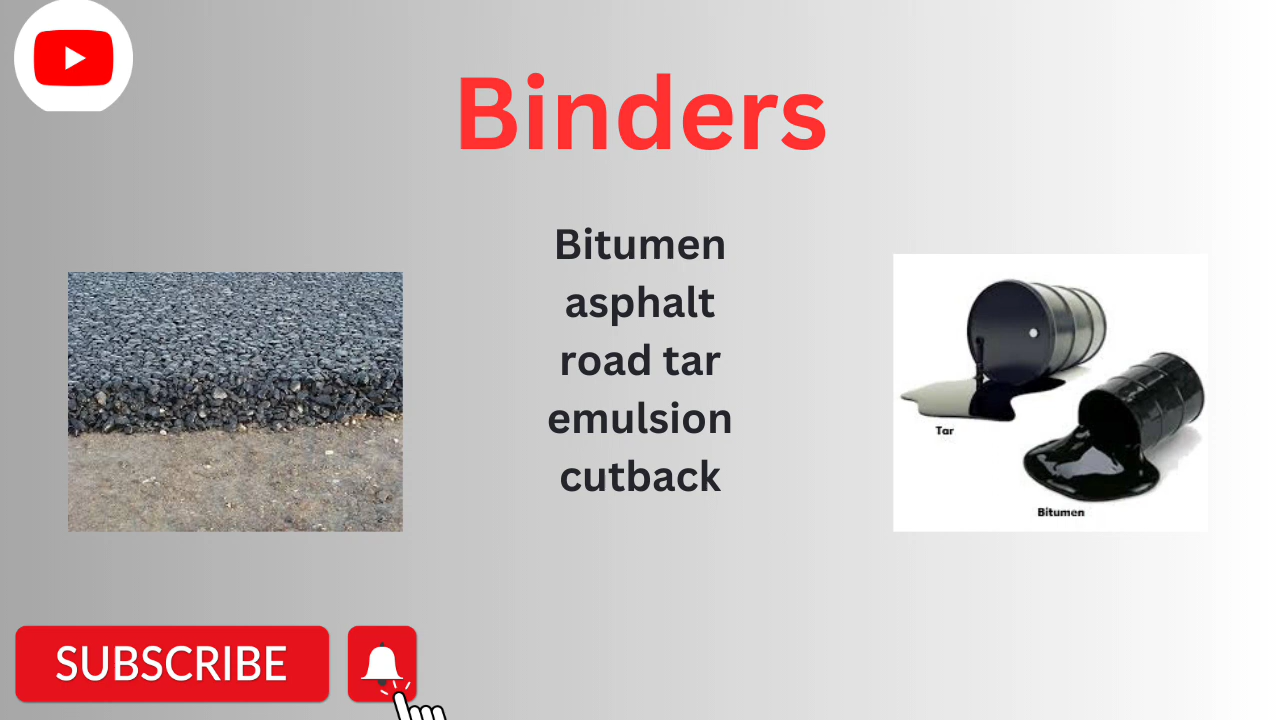 Binders
Bitumen
asphalt
road tar
emulsion
cutback
Tar
Bitumen
SUBSCRIBE